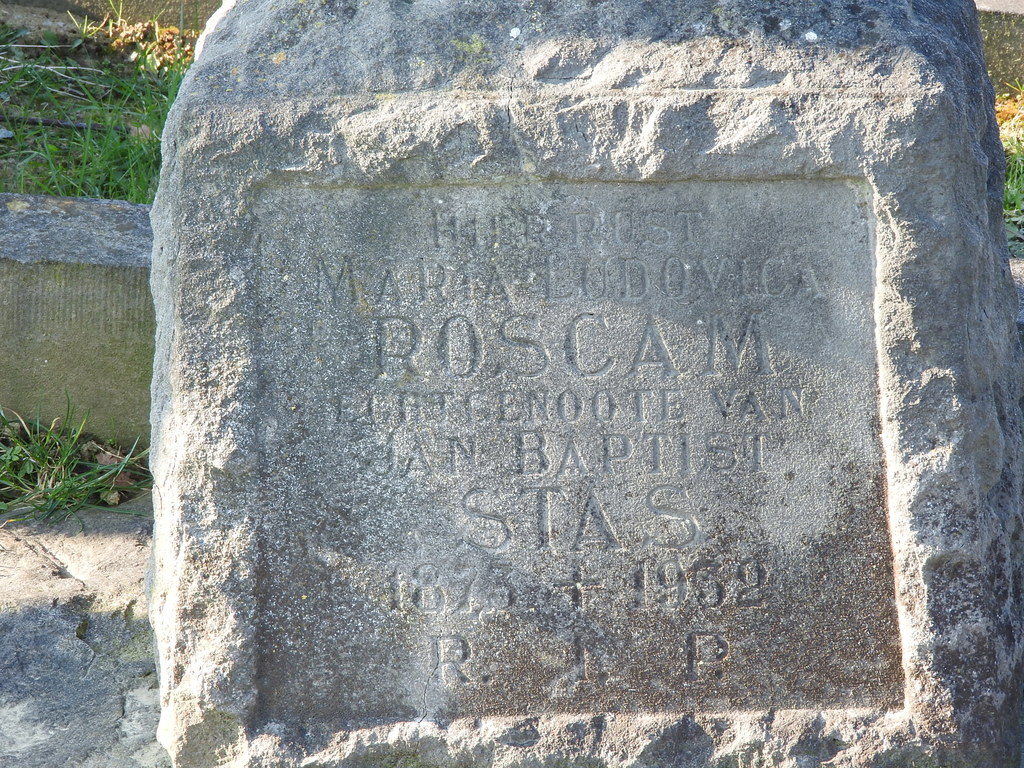 HIER RUST
MARIA LUDOVICA
ROSCAM
ECHTGENOOTE VAN
JAN BAPTIST
STAS
1875 + 1962
R. I. P.